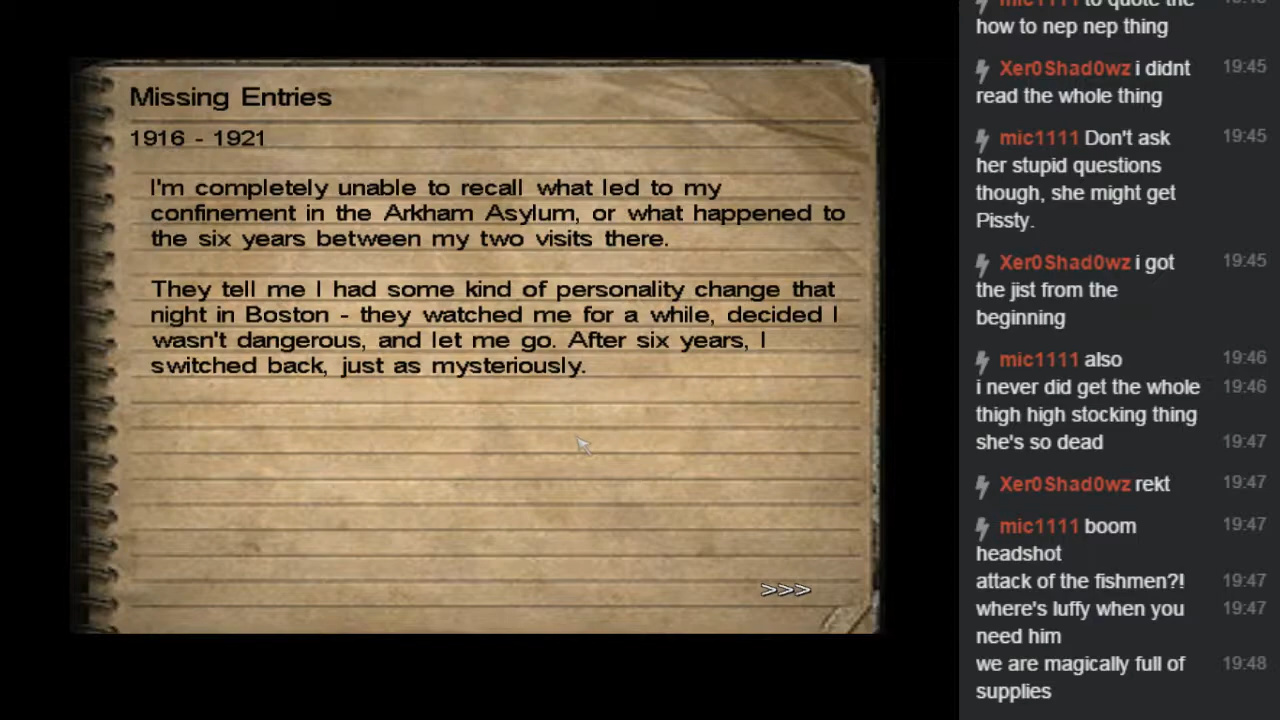 Missing Entries
1916 - 1921
I'm completely unable to recall what led to my
confinement in the Arkham Asylum, or what happened to
the six years between my two visits there.
They tell me I had some kind of personality change that
night in Boston - they watched me for a while, decided I
wasn't dangerous, and let me go. After six years, I
switched back, just as mysteriously.
>>>
mic1111 to quote the
how to nep nep thing
Xer0Shad0wz i didnt 19:45
read the whole thing
mic1111 Don't ask 19:45
her stupid questions
though, she might get
Pissty.
Xer0Shad0wz i got 19:45
the jist from the
beginning
mic1111 also 19:46
i never did get the whole 19:46
thigh high stocking thing
she's so dead 19:47
Xer0Shad0wz rekt 19:47
mic1111 boom 19:47
headshot
attack of the fishmen?! 19:47
where's luffy when you 19:47
need him
we are magically full of 19:48
supplies